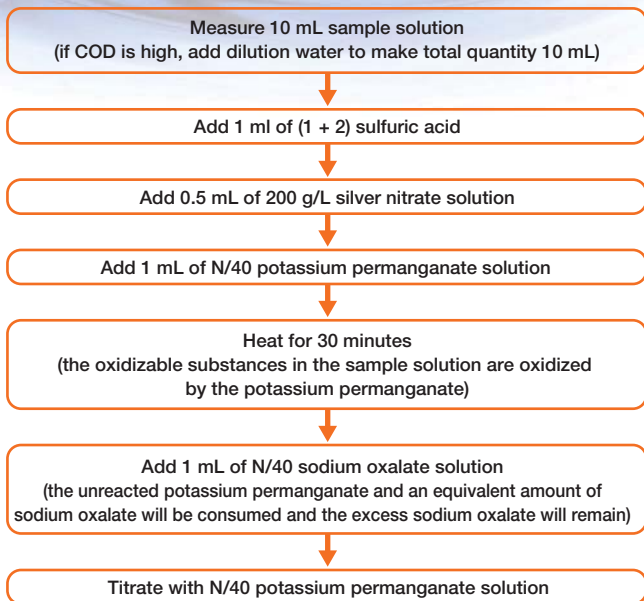 Measure 10 mL sample solution
(if COD is high, add dilution water to make total quantity 10 mL)
Add 1 ml of (1 + 2) sulfuric acid
Add 0.5 mL of 200 g/L silver nitrate solution
Add 1 mL of N/40 potassium permanganate solution
Heat for 30 minutes
(the oxidizable substances in the sample solution are oxidized
by the potassium permanganate)
Add 1 mL of N/40 sodium oxalate solution
(the unreacted potassium permanganate and an equivalent amount of
sodium oxalate will be consumed and the excess sodium oxalate will remain)
Titrate with N/40 potassium permanganate solution